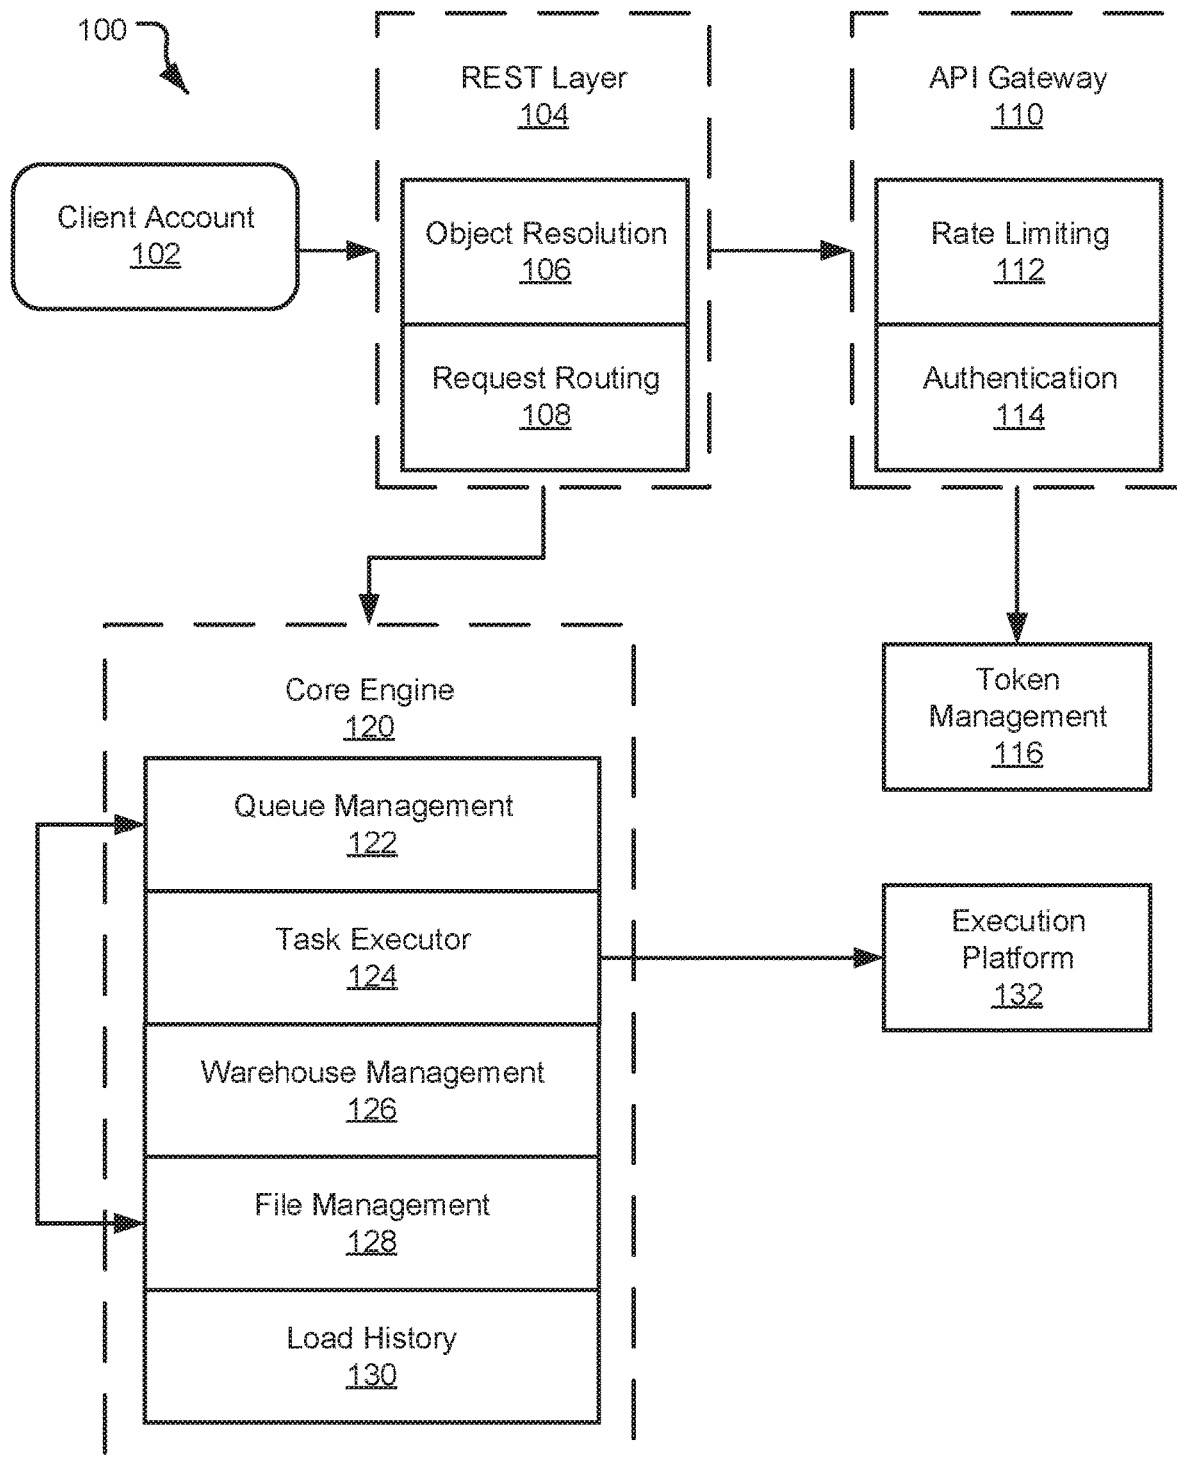 100
REST Layer
104
API Gateway
110
Client Account
102
Object Resolution
106
Rate Limiting
112
Request Routing
108
Authentication
114
Core Engine
120
Token
Management
116
Queue Management
122
Task Executor
124
Execution
Platform
132
Warehouse Management
126
File Management
128
Load History
130